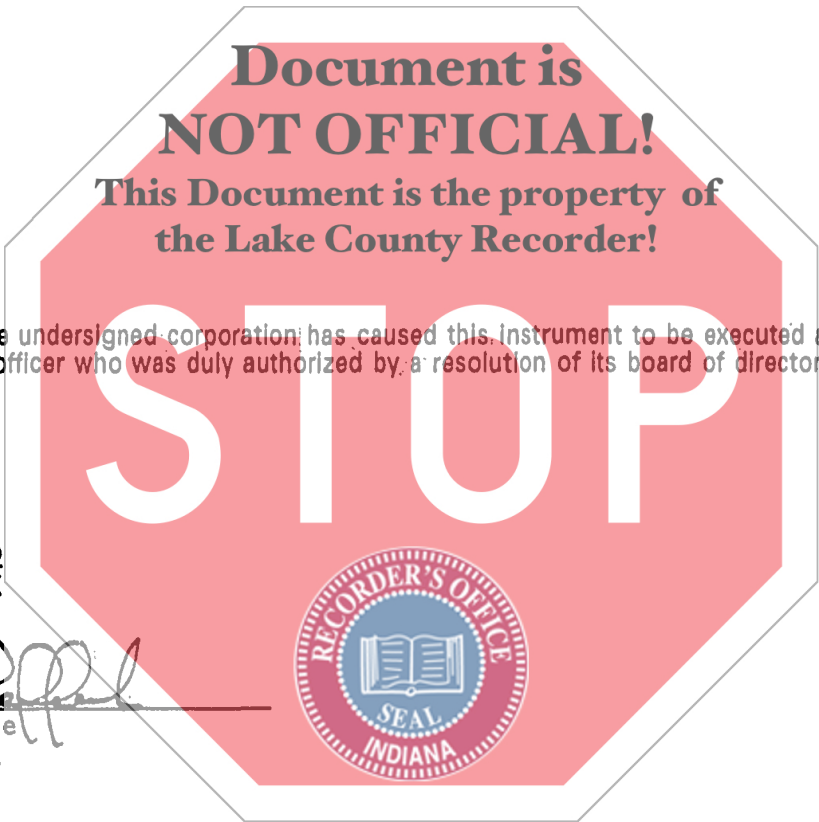 Document is
NOT OFFICIAL!
This Document is the property of
the Lake County Recorder!
e undersigned corporation has caused this instrument to be executed a
officer who was duly authorized by a resolution of its board of director
STOP
RECORDER'S OFFICE
SEAL
INDIANA
e